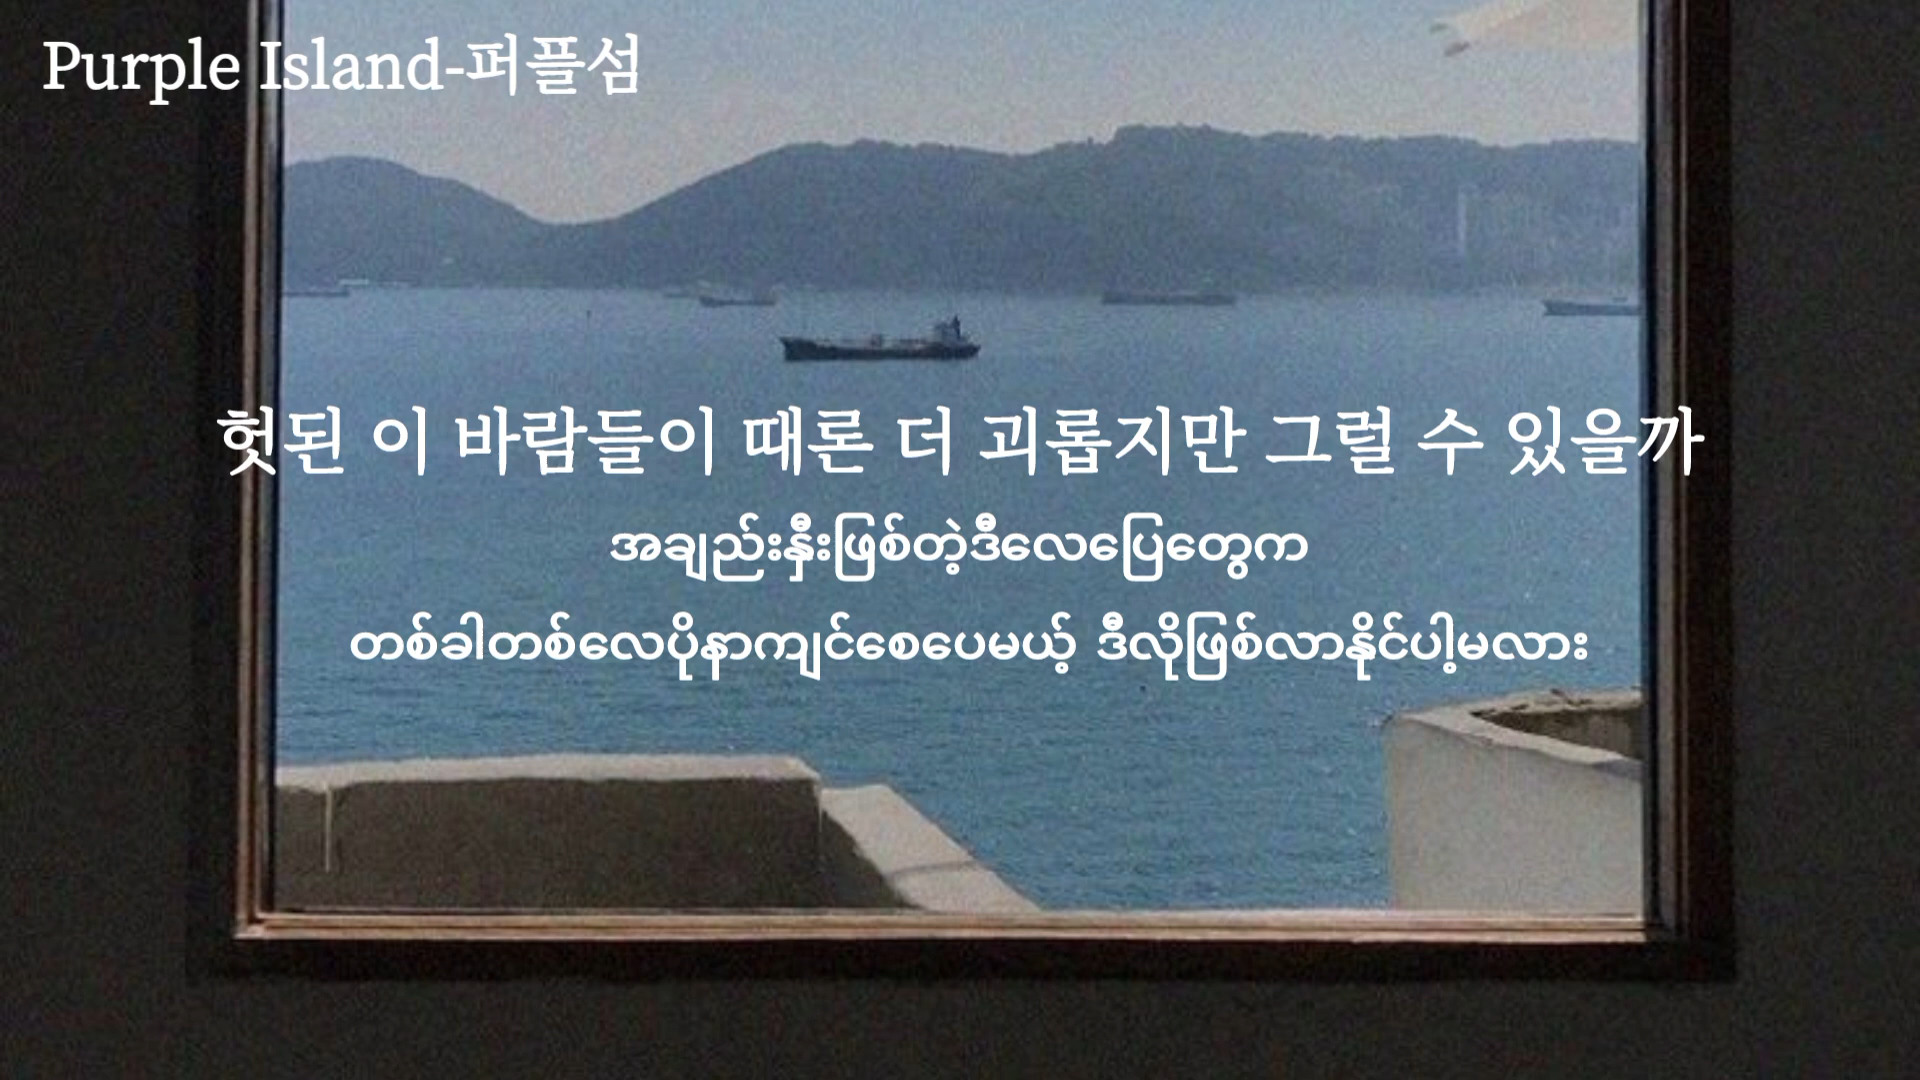 Purple Island-퍼플섬
헛된 이 바람들이 때론 더 괴롭지만 그럴 수 있을까
အချည်းနှီးဖြစ်တဲ့ဒီလေပြေတွေက
တစ်ခါတစ်လေပိုနာကျင်စေပေမယ့် ဒီလိုဖြစ်လာနိုင်ပါ့မလား